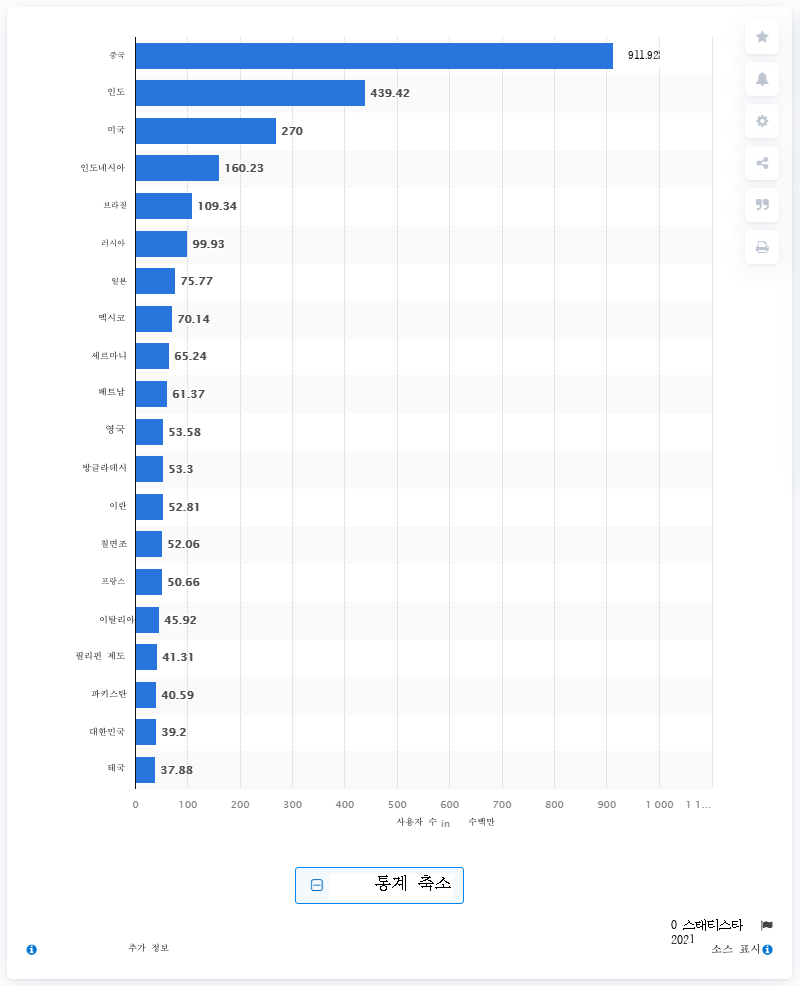 중국 911.92
인도 439.42
미국 270
인도네시아 160.23
브라질 109.34
러시아 99.93
일본 75.77
멕시코 70.14
세르마니 65.24
베트남 61.37
영국 53.58
방글라데시 53.3
이란 52.81
칠면조 52.06
프랑스 50.66
이탈리아 45.92
필리핀 제도 41.31
파키스탄 40.59
대한민국 39.2
태국 37.88
0 100 200 300 400 500 600 700 800 900 1 000 1 1...
사용자 수 in 수백만
통계 축소
0 스태티스타
2021
추가 정보
소스 표시